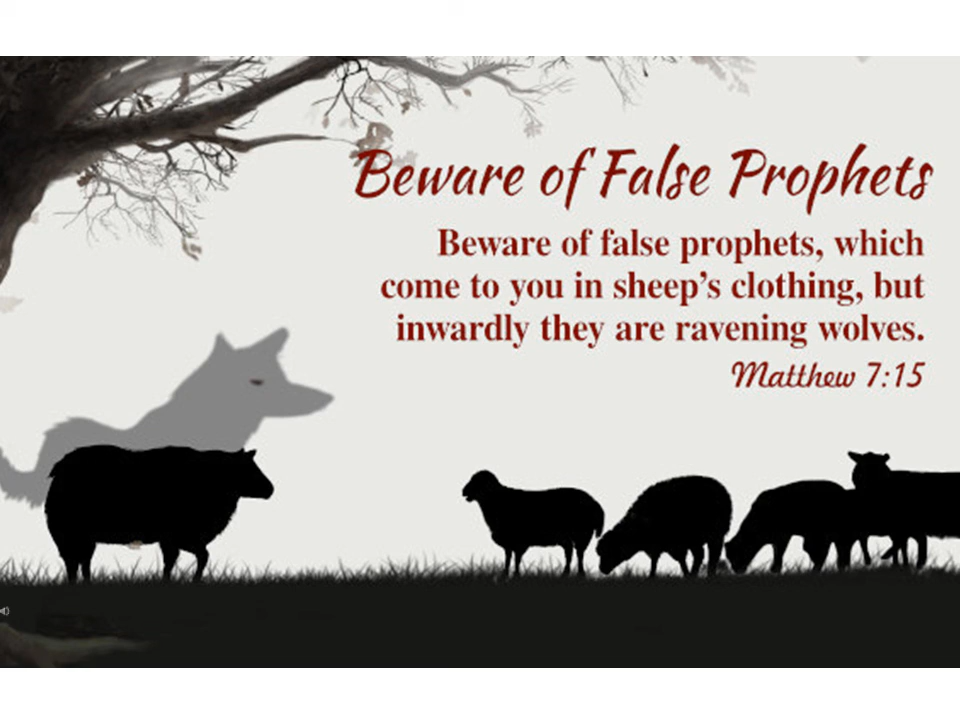 Beware of False Prophets
Beware of false prophets, which
come to you in sheep’s clothing, but
inwardly they are ravening wolves.
Matthew 7:15